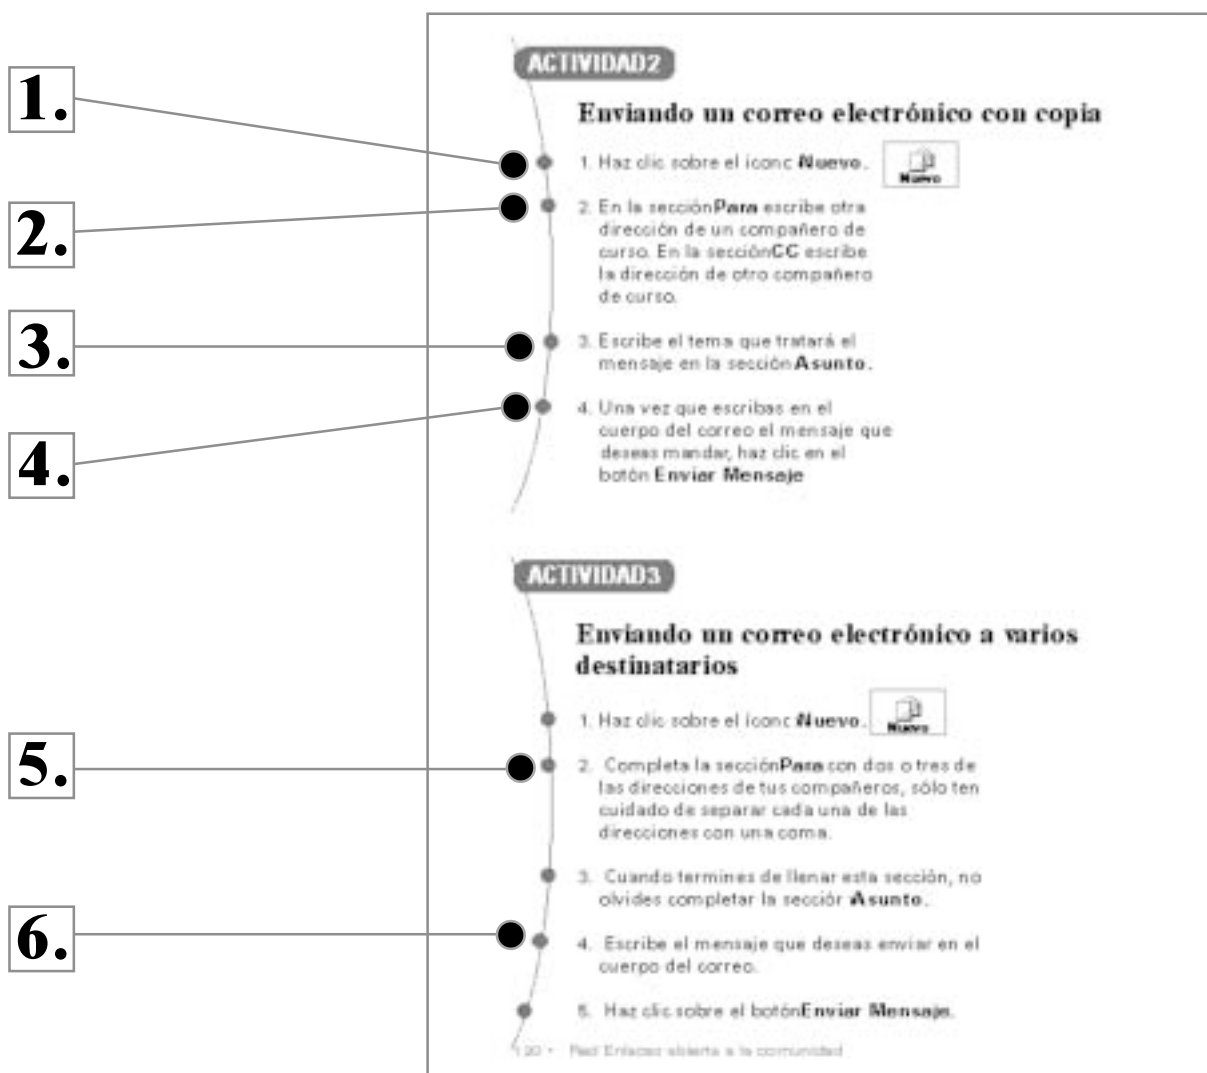 ACTIVIDAD2
Enviando un correo electrónico con copia
1.
1. Haz clic sobre el ícono Nuevo.
Nuevo
2.
2. En la sección Para escribe otra
dirección de un compañero de
curso. En la sección CC escribe
la dirección de otro compañero
de curso.
3.
3. Escribe el tema que tratará el
mensaje en la sección Asunto.
4.
4. Una vez que escribas en el
cuerpo del correo el mensaje que
deseas mandar, haz clic en el
botón Enviar Mensaje
ACTIVIDAD3
Enviando un correo electrónico a varios
destinatarios
1. Haz clic sobre el ícono Nuevo.
Nuevo
5.
2. Completa la sección Para con dos o tres de
las direcciones de tus compañeros, sólo ten
cuidado de separar cada una de las
direcciones con una coma.
3. Cuando termines de llenar esta sección, no
olvides completar la sección Asunto.
6.
4. Escribe el mensaje que deseas enviar en el
cuerpo del correo.
5. Haz clic sobre el botón Enviar Mensaje.
120 • Red Enlaces abierta a la comunidad